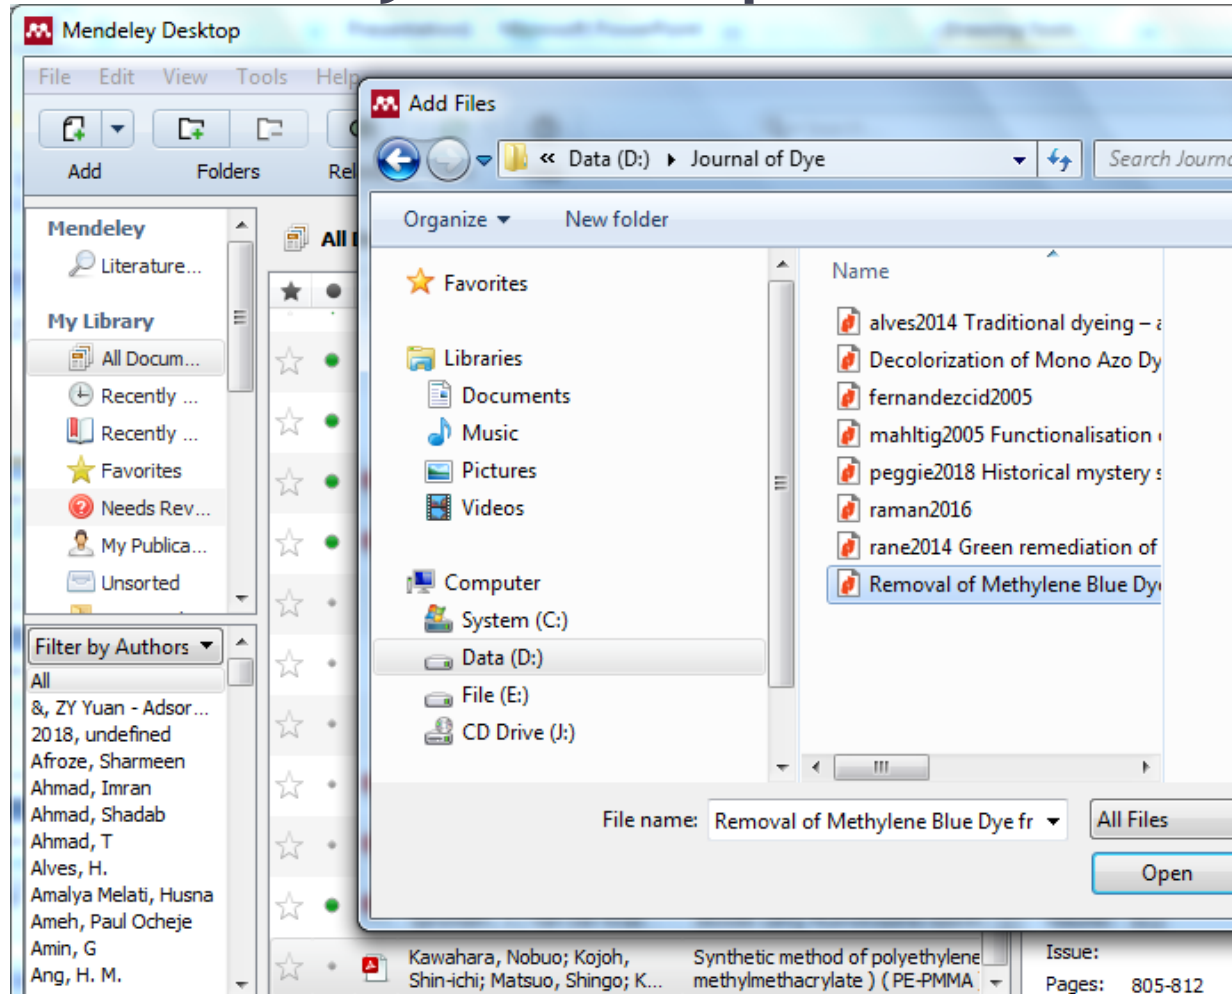 Mendeley Desktop
File Edit View Tools Help
Add Folders Rel
Mendeley
Literature...
My Library
All Docum...
Recently ...
Recently ...
Favorites
Needs Rev...
My Publica...
Unsorted
Filter by Authors
All
&, ZY Yuan - Adsor...
2018, undefined
Afroze, Sharmeen
Ahmad, Imran
Ahmad, Shadab
Ahmad, T
Alves, H.
Amalya Melati, Husna
Ameh, Paul Ocheje
Amin, G
Ang, H. M.
All
Add Files
« Data (D:) Journal of Dye
Search Journa
Organize New folder
Favorites
Libraries
Documents
Music
Pictures
Videos
Computer
System (C:)
Data (D:)
File (E:)
CD Drive (J:)
Name
alves2014 Traditional dyeing – a
Decolorization of Mono Azo Dy
fernandezcid2005
mahltig2005 Functionalisation
peggie2018 Historical mystery s
raman2016
rane2014 Green remediation of
Removal of Methylene Blue Dye
File name: Removal of Methylene Blue Dye fr
All Files
Open
Kawahara, Nobuo; Kojoh,
Shin-ichi; Matsuo, Shingo; K...
Synthetic method of polyethylene
methylmethacrylate ) ( PE-PMMA
Issue:
Pages: 805-812